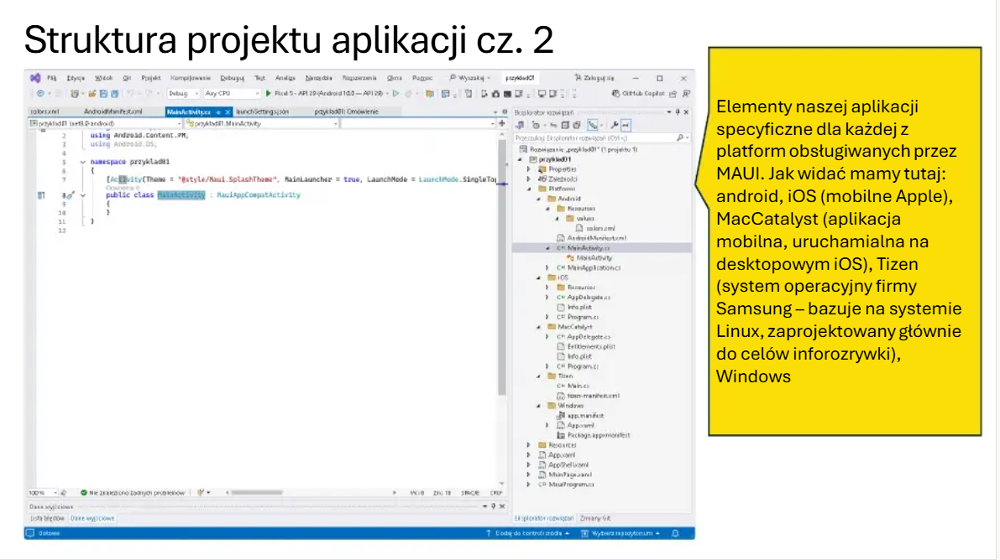 Struktura projektu aplikacji cz. 2
Plik Edycja Widok Git Projekt Kompilowanie Debuguj Test Analiza Narzędzia Rozszerzenia Okno Pomoc Wyszukaj przyklad01 Zaloguj się
Debug Any CPU Pixel 5 - API 29 (Android 10.0 — API 29) GitHub Copilot
colors.xml AndroidManifest.xml MainActivity.cs launchSettings.json przyklad01: Omówienie
przyklad01 (net8.0-android) przyklad01.MainActivity
2 using Android.Content.PM;
3 using Android.OS;
4
5 namespace przyklad01
6 {
7 [Activity(Theme = "@style/Maui.SplashTheme", MainLauncher = true, LaunchMode = LaunchMode.SingleTo
8 public class MainActivity : MauiAppCompatActivity
9 {
10 }
11 }
12
100% Nie znaleziono żadnych problemów Wiersz: 8 Zn.: 18 SPACJE CRLF
Dane wyjściowe
Lista błędów Dane wyjściowe
Gotowe Dodaj do kontroli źródła Wybierz repozytorium
Eksplorator rozwiązań
Przeszukaj: Eksplorator rozwiązań (Ctrl+;)
Rozwiązanie „przyklad01" (1 projektu 1)
przyklad01
Properties
Zależności
Platforms
Android
Resources
values
colors.xml
AndroidManifest.xml
C# MainActivity.cs
MainActivity
C# MainApplication.cs
iOS
Resources
C# AppDelegate.cs
Info.plist
C# Program.cs
MacCatalyst
C# AppDelegate.cs
Entitlements.plist
Info.plist
C# Program.cs
Tizen
C# Main.cs
tizen-manifest.xml
Windows
app.manifest
App.xaml
Package.appxmanifest
Resources
App.xaml
AppShell.xaml
MainPage.xaml
C# MauiProgram.cs
Eksplorator rozwiązań Zmiany Git
Elementy naszej aplikacji
specyficzne dla każdej z
platform obsługiwanych przez
MAUI. Jak widać mamy tutaj:
android, iOS (mobilne Apple),
MacCatalyst (aplikacja
mobilna, uruchamialna na
desktopowym iOS), Tizen
(system operacyjny firmy
Samsung – bazuje na systemie
Linux, zaprojektowany głównie
do celów inforozrywki),
Windows